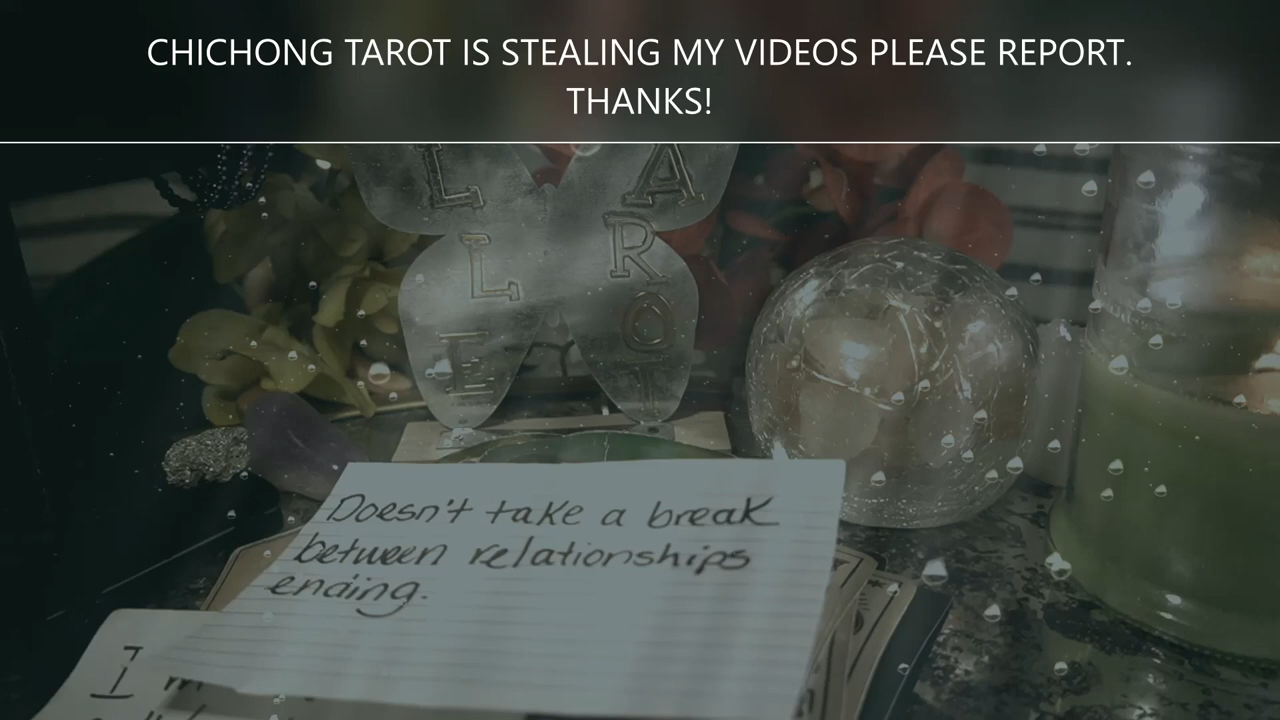 CHICHONG TAROT IS STEALING MY VIDEOS PLEASE REPORT.
THANKS!
L A
L R
E O
T
Doesn't take a break
between relationships
ending.
I